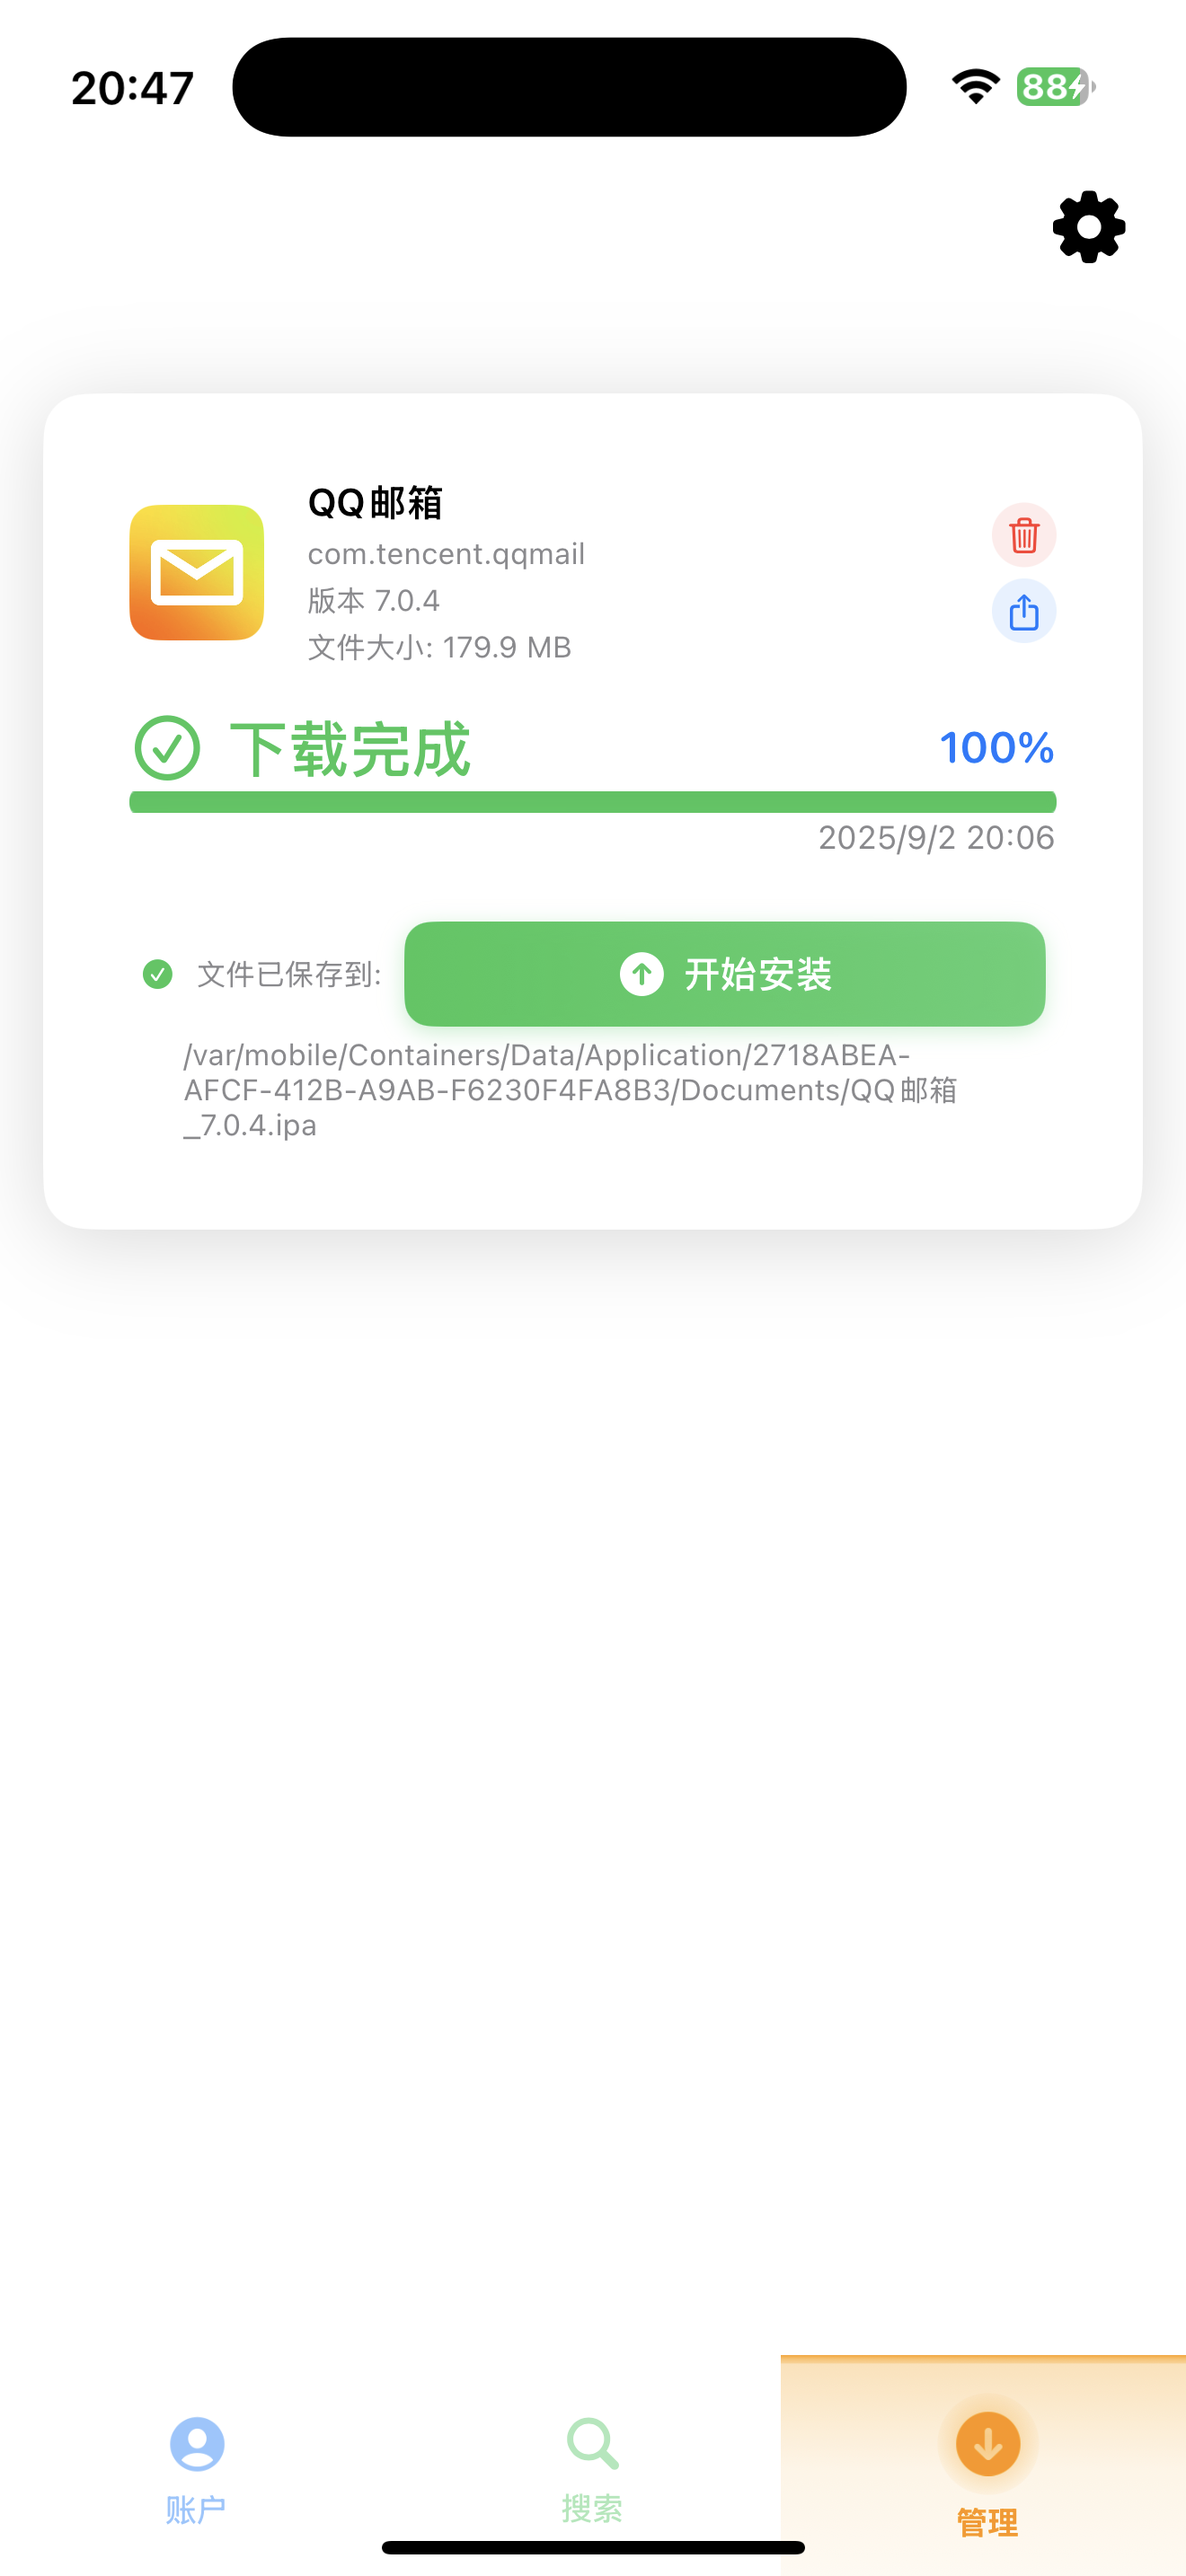 20:47
88
QQ邮箱
com.tencent.qqmail
版本 7.0.4
文件大小: 179.9 MB
下载完成
100%
2025/9/2 20:06
文件已保存到:
开始安装
/var/mobile/Containers/Data/Application/2718ABEA-
AFCF-412B-A9AB-F6230F4FA8B3/Documents/QQ邮箱
_7.0.4.ipa
账户
搜索
管理